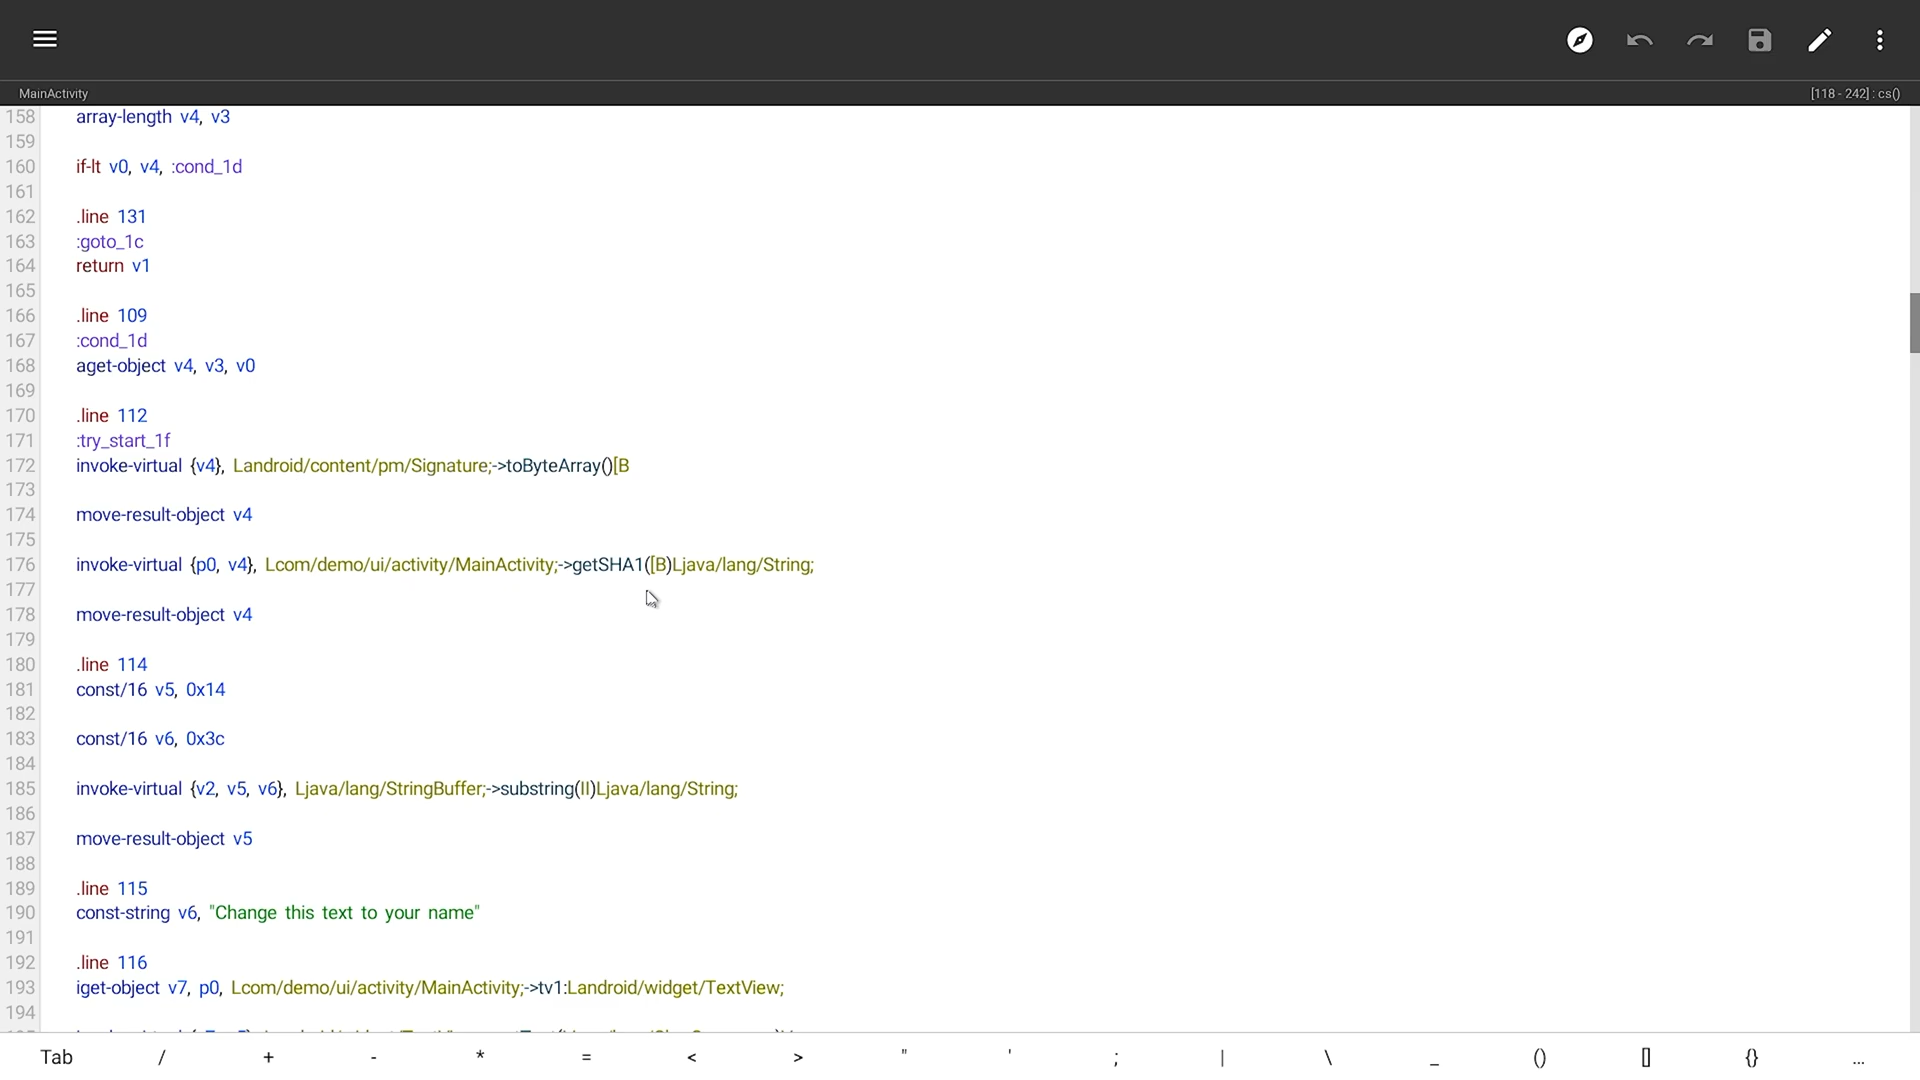 MainActivity
[118 - 242] : cs()
158 array-length v4, v3
159
160 if-lt v0, v4, :cond_1d
161
162 .line 131
163 :goto_1c
164 return v1
165
166 .line 109
167 :cond_1d
168 aget-object v4, v3, v0
169
170 .line 112
171 :try_start_1f
172 invoke-virtual {v4}, Landroid/content/pm/Signature;->toByteArray()[B
173
174 move-result-object v4
175
176 invoke-virtual {p0, v4}, Lcom/demo/ui/activity/MainActivity;->getSHA1([B)Ljava/lang/String;
177
178 move-result-object v4
179
180 .line 114
181 const/16 v5, 0x14
182
183 const/16 v6, 0x3c
184
185 invoke-virtual {v2, v5, v6}, Ljava/lang/StringBuffer;->substring(II)Ljava/lang/String;
186
187 move-result-object v5
188
189 .line 115
190 const-string v6, "Change this text to your name"
191
192 .line 116
193 iget-object v7, p0, Lcom/demo/ui/activity/MainActivity;->tv1:Landroid/widget/TextView;
194
Tab / + - * = < > " ' ; | \ _ () [] {} ...